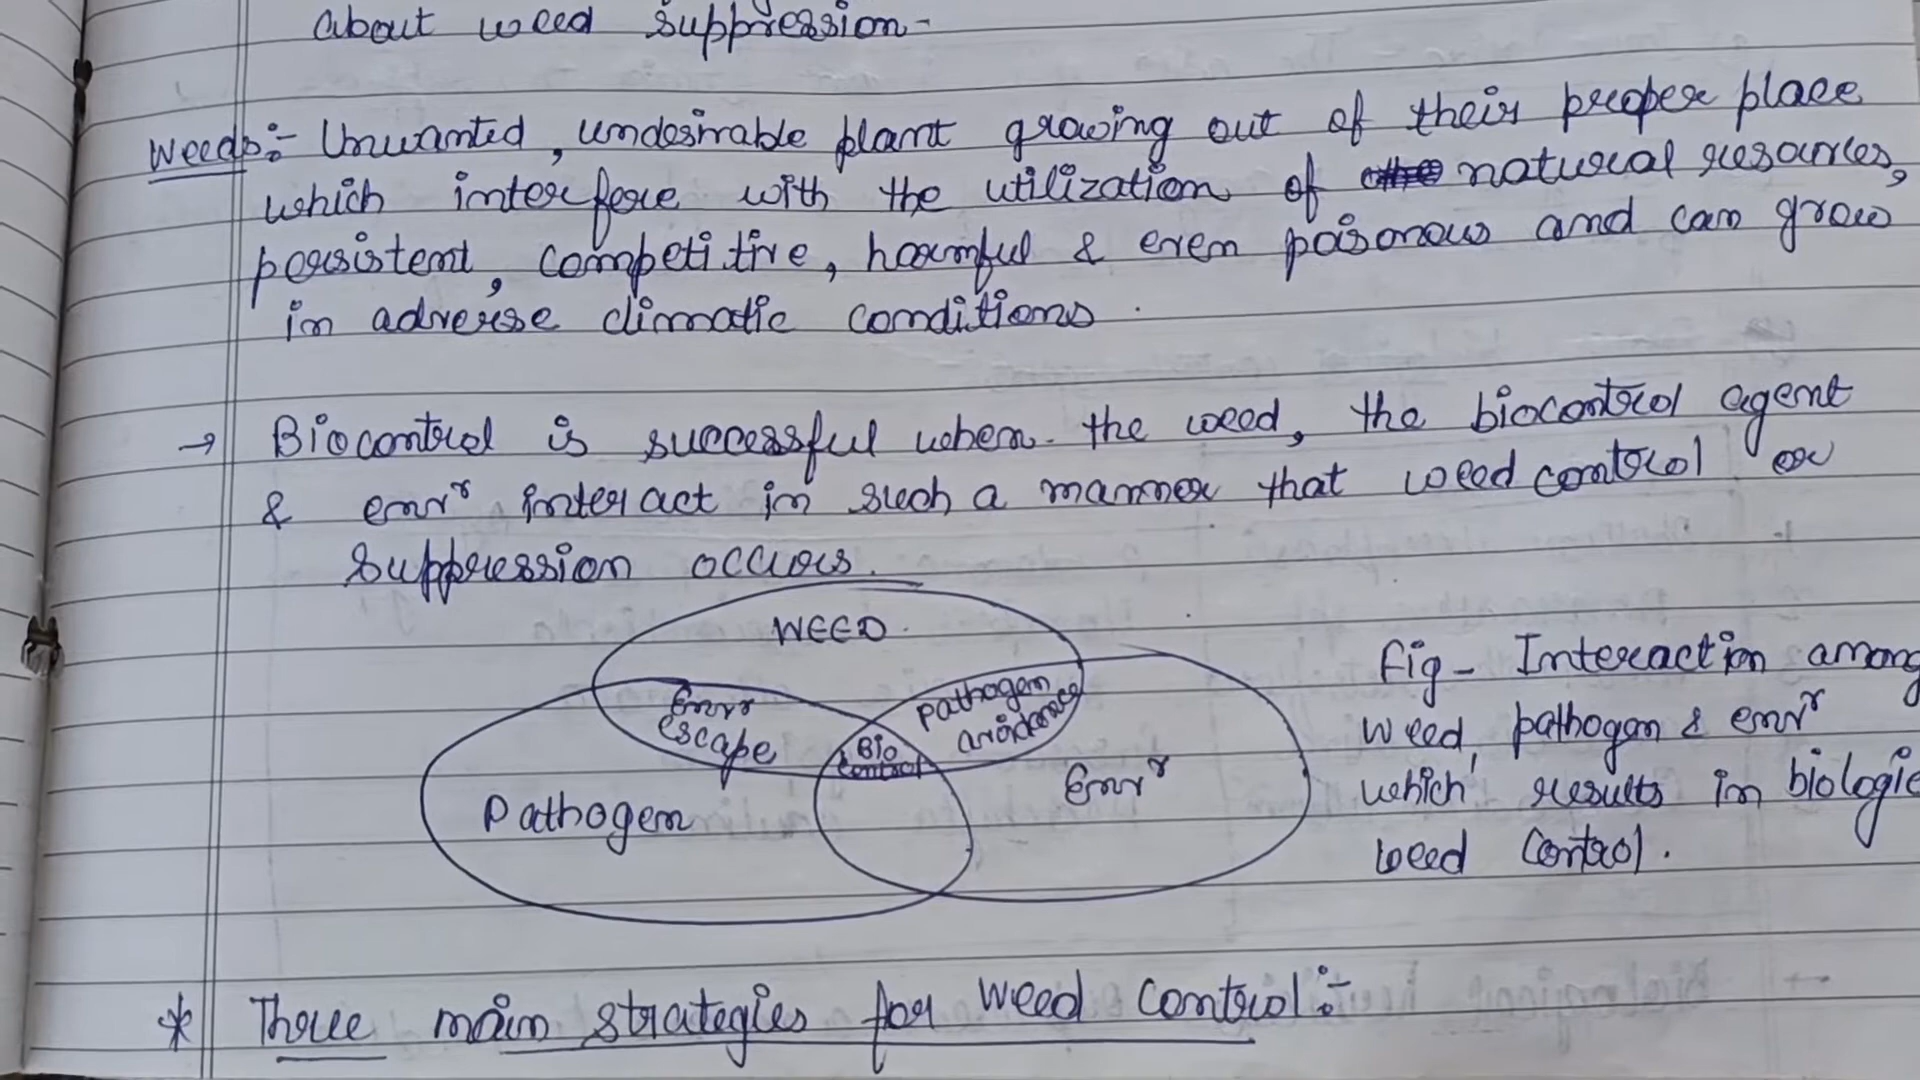 about weed suppression-
Weeds:- Unwanted, undesirable plant growing out of their proper place
which interfere with the utilization of natural resources,
persistent, competitive, harmful & even poisonous and can grow
in adverse climatic conditions.
→ Biocontrol is successful when the weed, the biocontrol agent
& envrʳ interact in such a manner that weed control or
suppression occurs.
WEED.
Envrʳ
escape
pathogen
avoidance
Bio
control
Pathogen
Envrʳ
fig- Interaction among
weed, pathogen & envrʳ
which results in biologic
weed control.
* Three main strategies for weed control:-